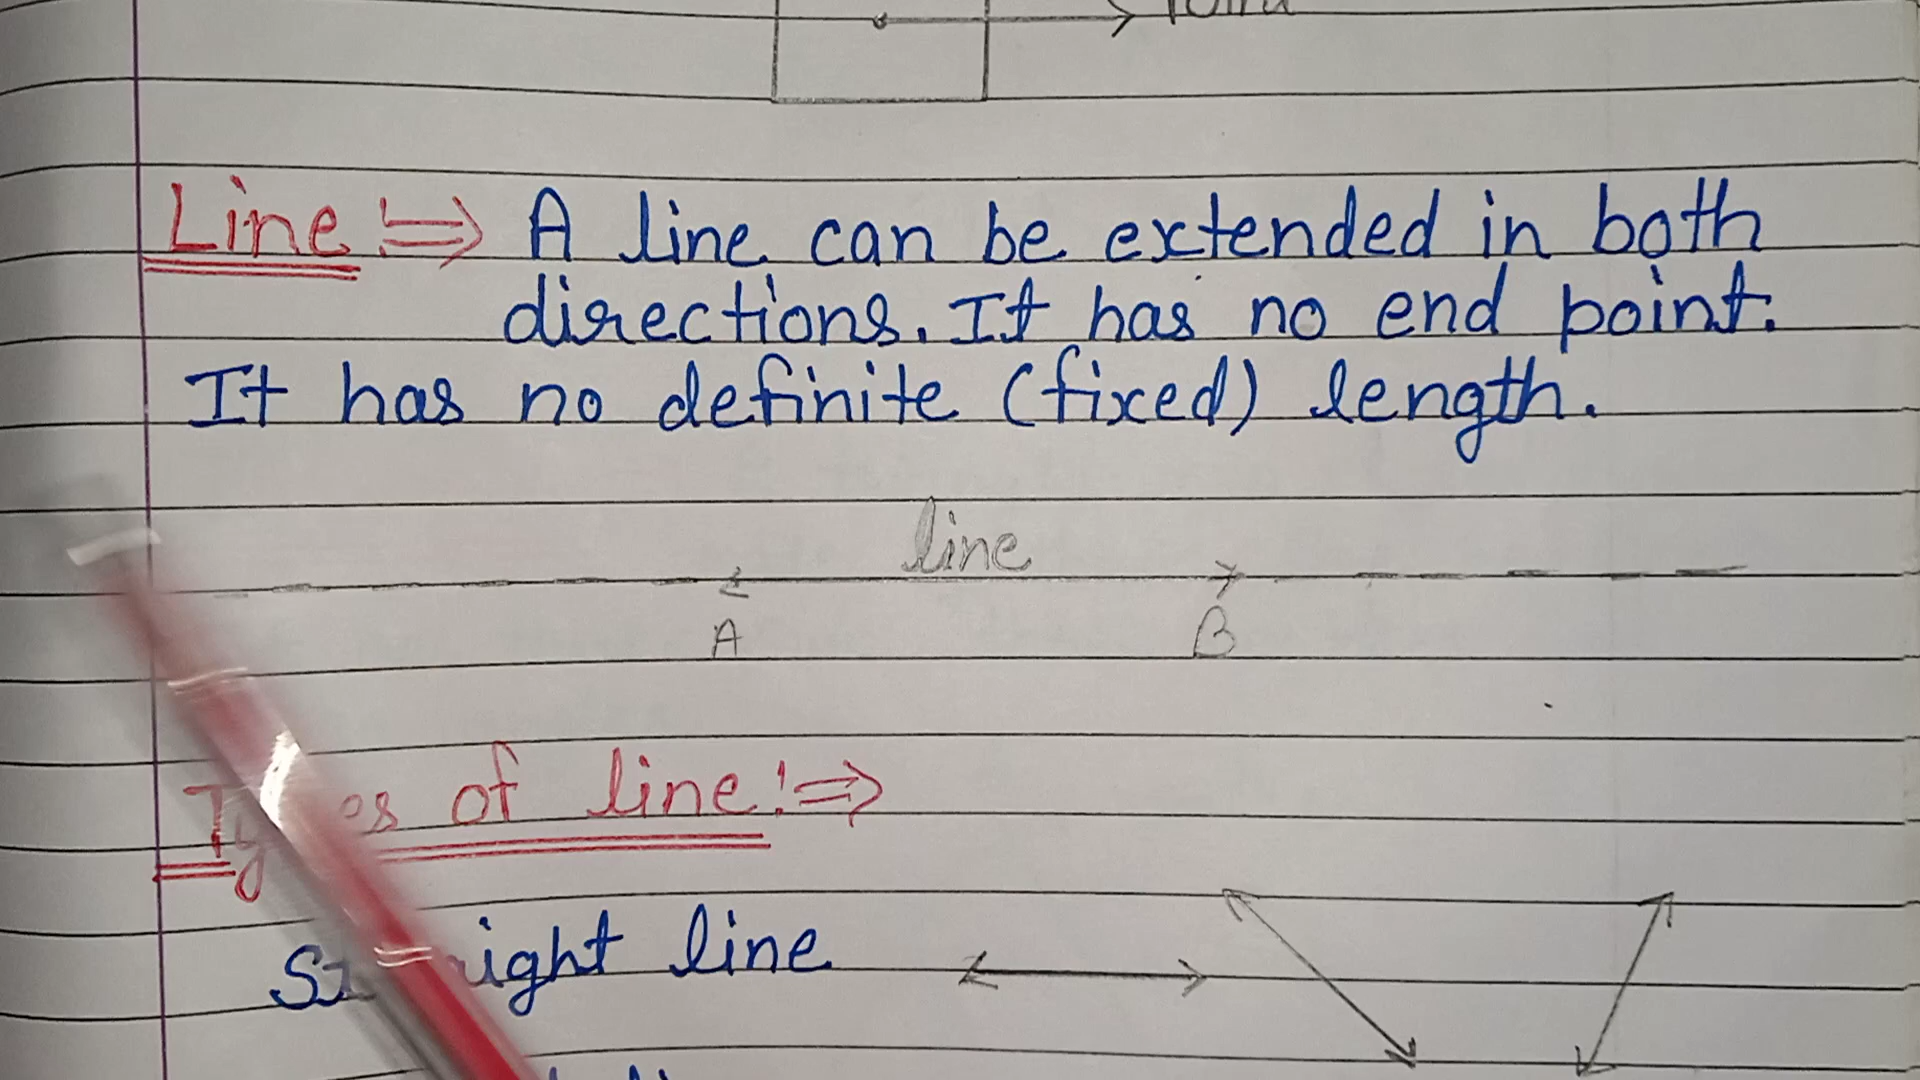 Line :⇒ A line can be extended in both
directions. It has no end point.
It has no definite (fixed) length.
line
A B
of line :⇒
line